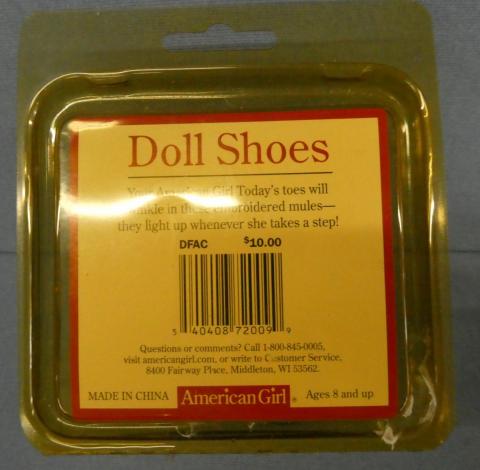 Doll Shoes
Your American Girl Today's toes will
twinkle in these embroidered mules—
they light up whenever she takes a step!
DFAC $10.00
5 40408 72009 9
Questions or comments? Call 1-800-845-0005,
visit americangirl.com, or write to Customer Service,
8400 Fairway Place, Middleton, WI 53562.
MADE IN CHINA American Girl® Ages 8 and up